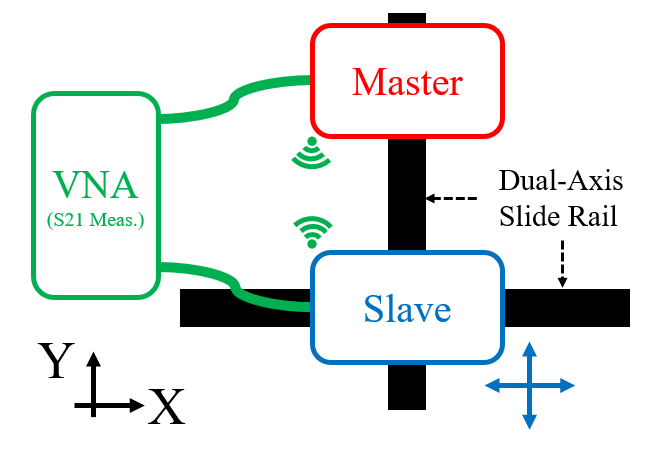 Master
VNA
(S21 Meas.)
Dual-Axis
Slide Rail
Slave
Y
X